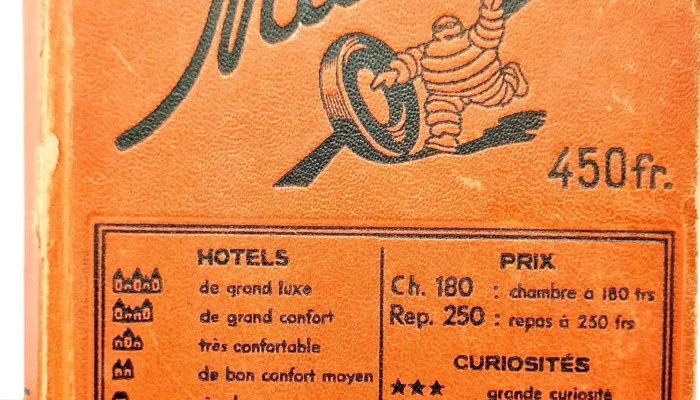 450fr.
HOTELS
de grand luxe
de grand confort
très confortable
de bon confort moyen
PRIX
Ch. 180 : chambre à 180 frs
Rep. 250 : repas à 250 frs
CURIOSITÉS
★★★ grande curiosité